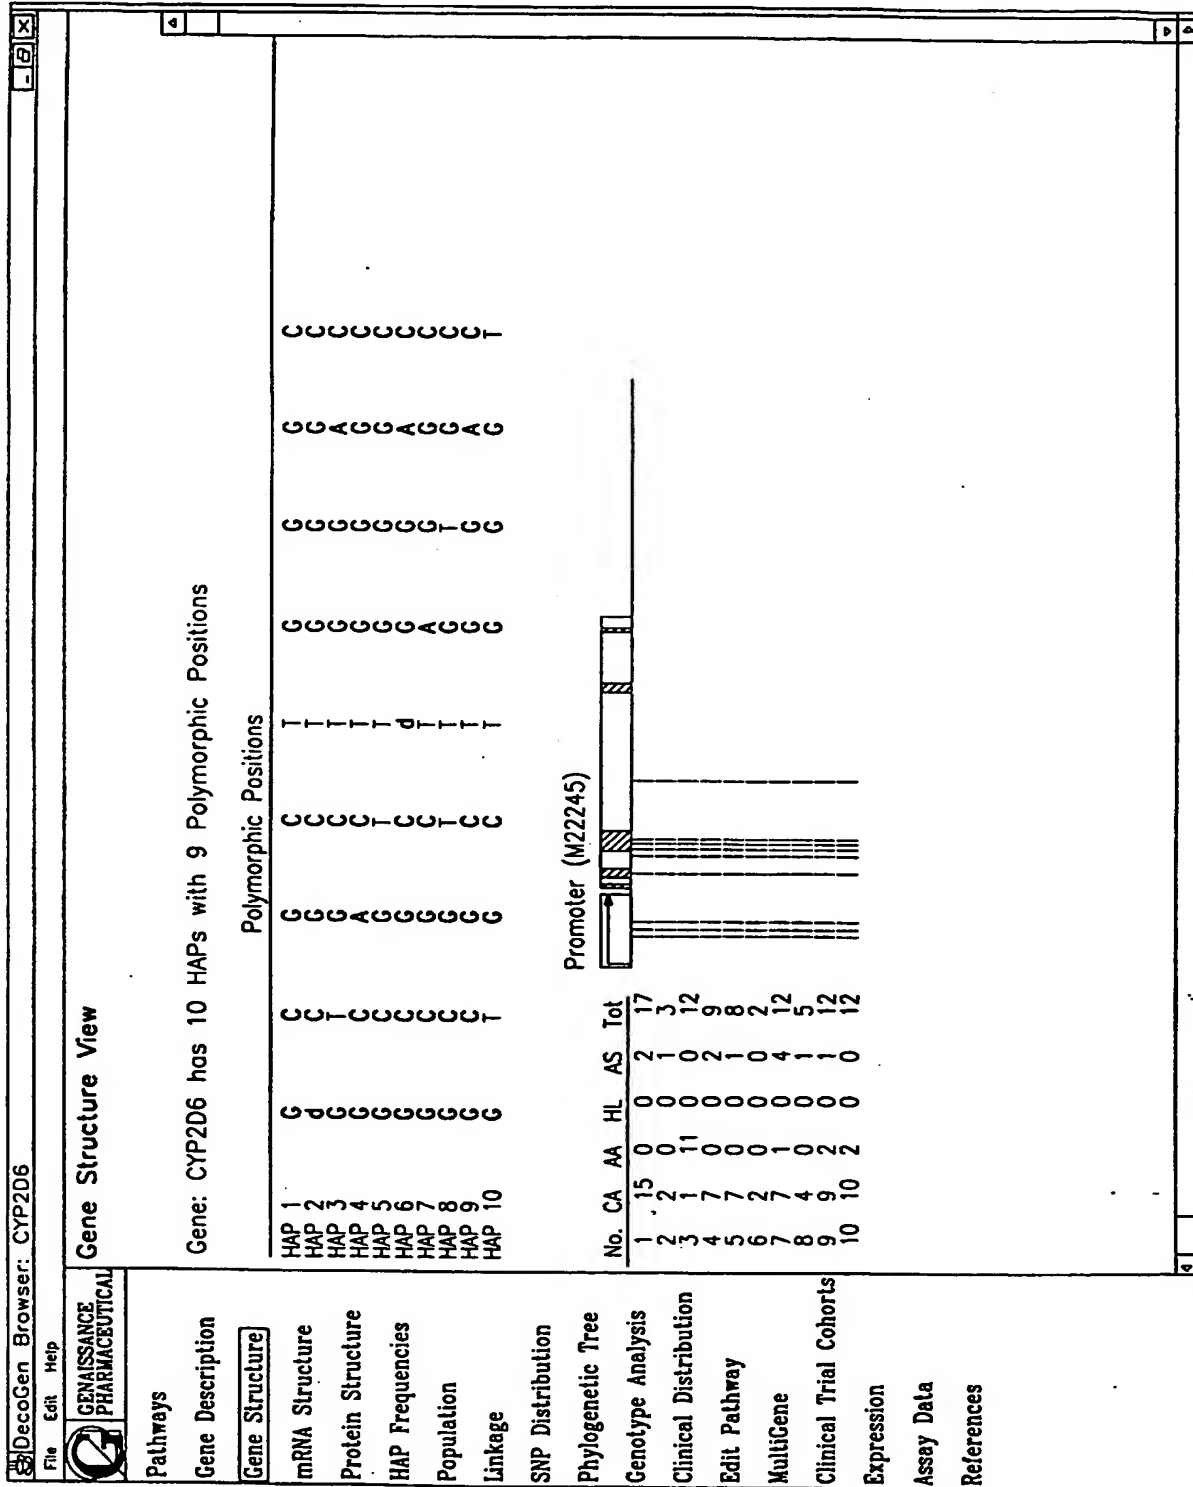 DecoGen Browser: CYP2D6
File Edit Help
GENAISSANCE
PHARMACEUTICAL
Pathways
Gene Description
Gene Structure
mRNA Structure
Protein Structure
HAP Frequencies
Population
Linkage
SNP Distribution
Phylogenetic Tree
Genotype Analysis
Clinical Distribution
Edit Pathway
MultiGene
Clinical Trial Cohorts
Expression
Assay Data
References
Gene Structure View
Gene: CYP2D6 has 10 HAPs with 9 Polymorphic Positions
Polymorphic Positions
HAP 1 G C G C T G G G C
HAP 2 d C G C T G G G C
HAP 3 G T G C T G G A C
HAP 4 G C A C T G G G C
HAP 5 G C G T T G G G C
HAP 6 G C G C d G G A C
HAP 7 G C G C T A G G C
HAP 8 G C G T T G T G C
HAP 9 G C G C T G G A C
HAP 10 G T G C T G G G T
Promoter (M22245)
No. CA AA HL AS Tot
1 15 0 0 2 17
2 2 0 0 1 3
3 1 11 0 0 12
4 7 0 0 2 9
5 7 0 0 1 8
6 2 0 0 0 2
7 7 1 0 4 12
8 4 0 0 1 5
9 9 2 0 1 12
10 10 2 0 0 12